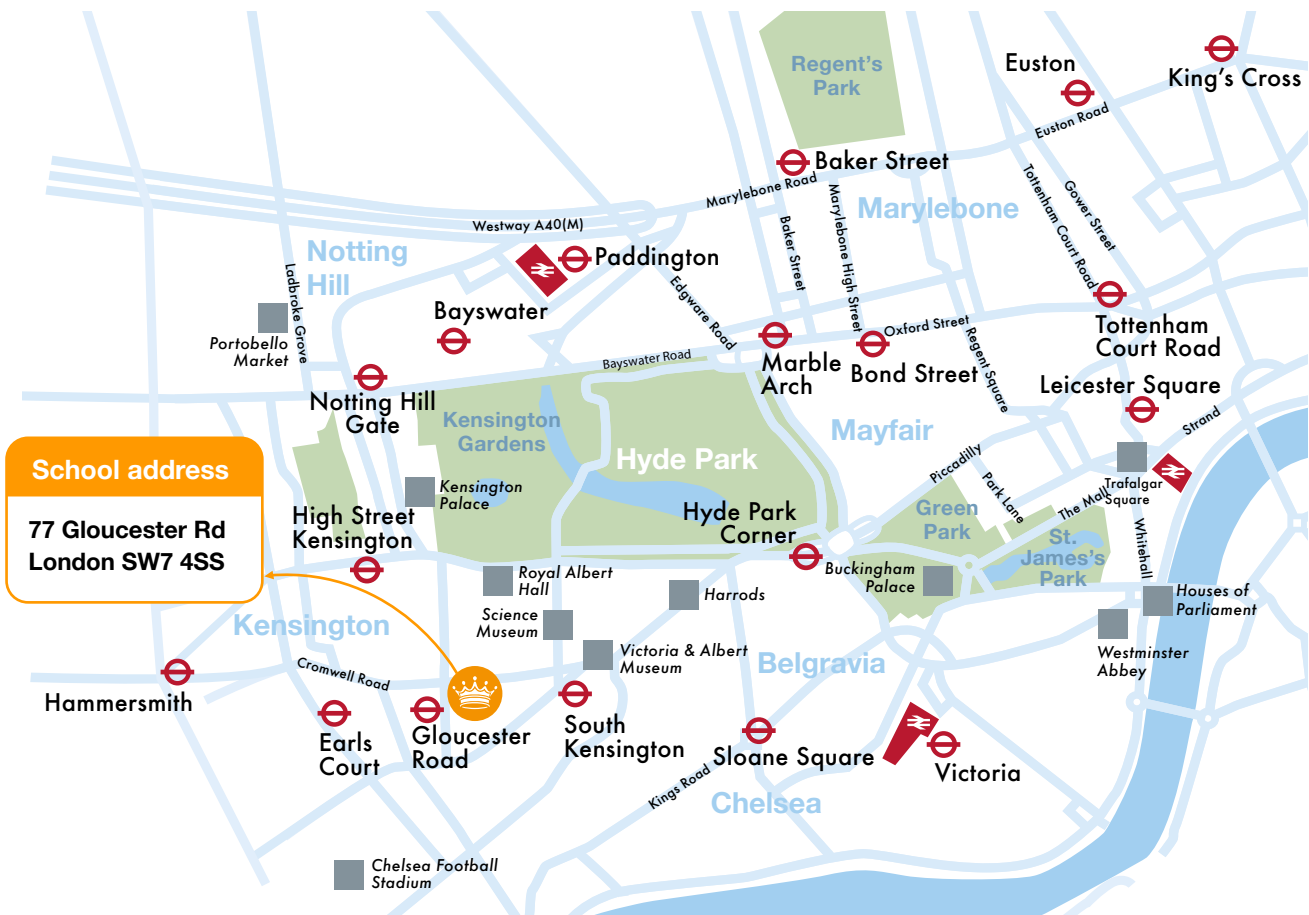 Regent's
Park
Euston
King's Cross
Euston Road
Baker Street
Marylebone Road
Marylebone
Tottenham Court Road
Gower Street
Westway A40(M)
Notting
Hill
Ladbroke Grove
Paddington
Baker Street
Marylebone High Street
Edgware Road
Bayswater
Portobello
Market
Oxford Street
Regent Square
Tottenham
Court Road
Bayswater Road
Marble
Arch
Bond Street
Leicester Square
Notting Hill
Gate
Kensington
Gardens
Hyde Park
Mayfair
Strand
Piccadilly
Park Lane
The Mall
Trafalgar
Square
School address
77 Gloucester Rd
London SW7 4SS
Kensington
Palace
High Street
Kensington
Hyde Park
Corner
Green
Park
St.
James's
Park
Whitehall
Buckingham
Palace
Royal Albert
Hall
Harrods
Houses of
Parliament
Science
Museum
Kensington
Victoria & Albert
Museum
Belgravia
Westminster
Abbey
Cromwell Road
Hammersmith
Earls
Court
Gloucester
Road
South
Kensington
Sloane Square
Victoria
Kings Road
Chelsea
Chelsea Football
Stadium